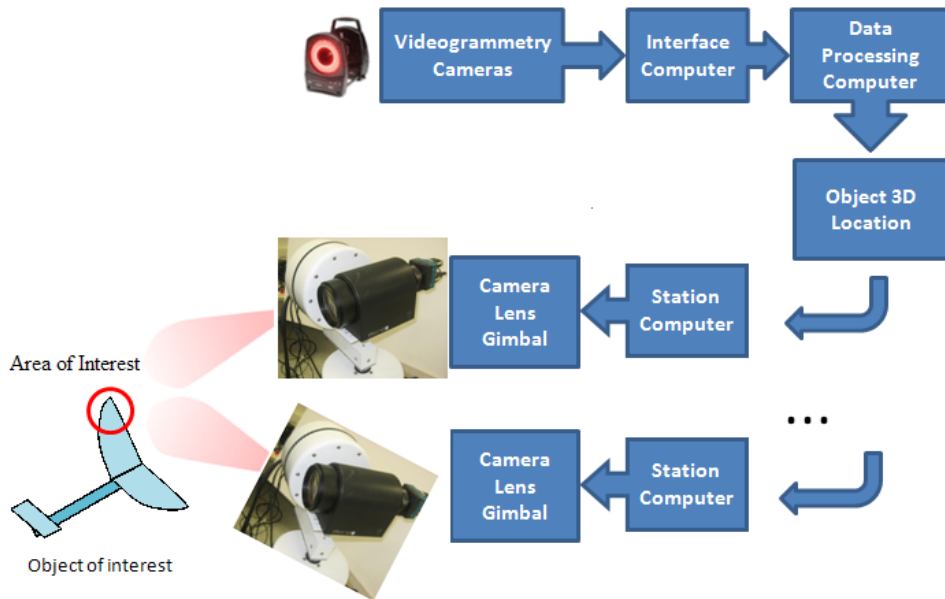 Videogrammetry
Cameras
Interface
Computer
Data
Processing
Computer
Object 3D
Location
Camera
Lens
Gimbal
Station
Computer
Area of Interest
...
Camera
Lens
Gimbal
Station
Computer
Object of interest